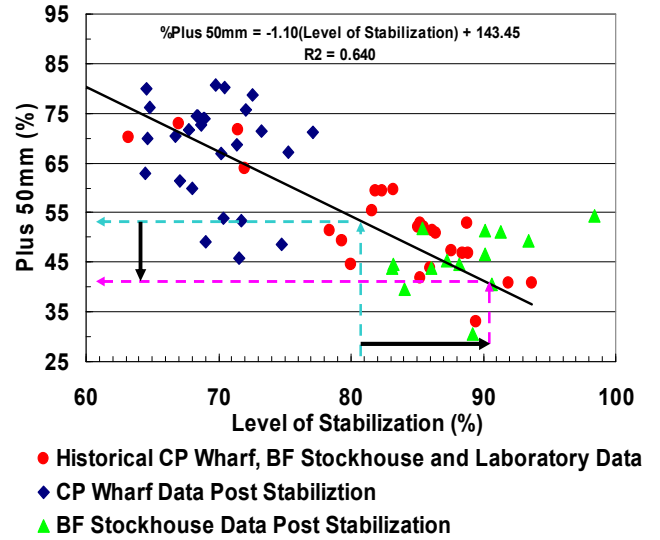 %Plus 50mm = -1.10(Level of Stabilization) + 143.45
R2 = 0.640
Plus 50mm (%)
95
85
75
65
55
45
35
25
60 70 80 90 100
Level of Stabilization (%)
Historical CP Wharf, BF Stockhouse and Laboratory Data
CP Wharf Data Post Stabiliztion
BF Stockhouse Data Post Stabilization